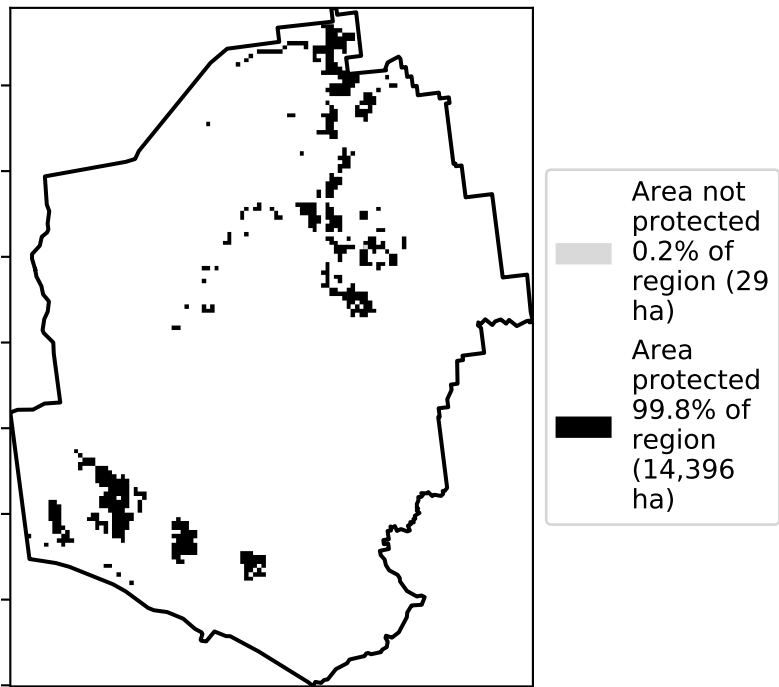 Area not
protected
0.2% of
region (29
ha)
Area
protected
99.8% of
region
(14,396
ha)